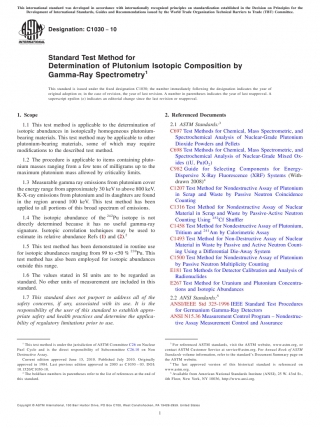 This international standard was developed in accordance with internationally recognized principles on standardization established in the Decision on Principles for the
Development of International Standards, Guides and Recommendations issued by the World Trade Organization Technical Barriers to Trade (TBT) Committee.
Designation: C1030 − 10
Standard Test Method for
Determination of Plutonium Isotopic Composition by
Gamma-Ray Spectrometry¹
This standard is issued under the fixed designation C1030; the number immediately following the designation indicates the year of
original adoption or, in the case of revision, the year of last revision. A number in parentheses indicates the year of last reapproval. A
superscript epsilon (ε) indicates an editorial change since the last revision or reapproval.
1. Scope
1.1 This test method is applicable to the determination of
isotopic abundances in isotopically homogeneous plutonium-
bearing materials. This test method may be applicable to other
plutonium-bearing materials, some of which may require
modifications to the described test method.
1.2 The procedure is applicable to items containing pluto-
nium masses ranging from a few tens of milligrams up to the
maximum plutonium mass allowed by criticality limits.
1.3 Measurable gamma ray emissions from plutonium cover
the energy range from approximately 30 keV to above 800 keV.
K-X-ray emissions from plutonium and its daughters are found
in the region around 100 keV. This test method has been
applied to all portions of this broad spectrum of emissions.
1.4 The isotopic abundance of the ²⁴²Pu isotope is not
directly determined because it has no useful gamma-ray
signature. Isotopic correlation techniques may be used to
estimate its relative abundance Refs (1) and (2).
1.5 This test method has been demonstrated in routine use
for isotopic abundances ranging from 99 to <50 % ²³⁹Pu. This
test method has also been employed for isotopic abundances
outside this range.
1.6 The values stated in SI units are to be regarded as
standard. No other units of measurement are included in this
standard.
1.7 This standard does not purport to address all of the
safety concerns, if any, associated with its use. It is the
responsibility of the user of this standard to establish appro-
priate safety and health practices and determine the applica-
bility of regulatory limitations prior to use.
2. Referenced Documents
2.1 ASTM Standards:³
C697 Test Methods for Chemical, Mass Spectrometric, and
Spectrochemical Analysis of Nuclear-Grade Plutonium
Dioxide Powders and Pellets
C698 Test Methods for Chemical, Mass Spectrometric, and
Spectrochemical Analysis of Nuclear-Grade Mixed Ox-
ides ((U, Pu)O₂)
C982 Guide for Selecting Components for Energy-
Dispersive X-Ray Fluorescence (XRF) Systems (With-
drawn 2008)⁴
C1207 Test Method for Nondestructive Assay of Plutonium
in Scrap and Waste by Passive Neutron Coincidence
Counting
C1316 Test Method for Nondestructive Assay of Nuclear
Material in Scrap and Waste by Passive-Active Neutron
Counting Using ²⁵²Cf Shuffler
C1458 Test Method for Nondestructive Assay of Plutonium,
Tritium and ²⁴¹Am by Calorimetric Assay
C1493 Test Method for Non-Destructive Assay of Nuclear
Material in Waste by Passive and Active Neutron Count-
ing Using a Differential Die-Away System
C1500 Test Method for Nondestructive Assay of Plutonium
by Passive Neutron Multiplicity Counting
E181 Test Methods for Detector Calibration and Analysis of
Radionuclides
E267 Test Method for Uranium and Plutonium Concentra-
tions and Isotopic Abundances
2.2 ANSI Standards:⁵
ANSI/IEEE Std 325-1996 IEEE Standard Test Procedures
for Germanium Gamma-Ray Detectors
ANSI N15.36 Measurement Control Program – Nondestruc-
tive Assay Measurement Control and Assurance
¹ This test method is under the jurisdiction of ASTM Committee C26 on Nuclear
Fuel Cycle and is the direct responsibility of Subcommittee C26.10 on Non
Destructive Assay.
Current edition approved June 15, 2010. Published July 2010. Originally
approved in 1984. Last previous edition approved in 2003 as C1030 – 03. DOI:
10.1520/C1030-10.
² The boldface numbers in parentheses refer to the list of references at the end of
this standard.
³ For referenced ASTM standards, visit the ASTM website, www.astm.org, or
contact ASTM Customer Service at service@astm.org. For Annual Book of ASTM
Standards volume information, refer to the standard's Document Summary page on
the ASTM website.
⁴ The last approved version of this historical standard is referenced on
www.astm.org.
⁵ Available from American National Standards Institute (ANSI), 25 W. 43rd St.,
4th Floor, New York, NY 10036, http://www.ansi.org.
Copyright © ASTM International, 100 Barr Harbor Drive, PO Box C700, West Conshohocken, PA 19428-2959, United States
1